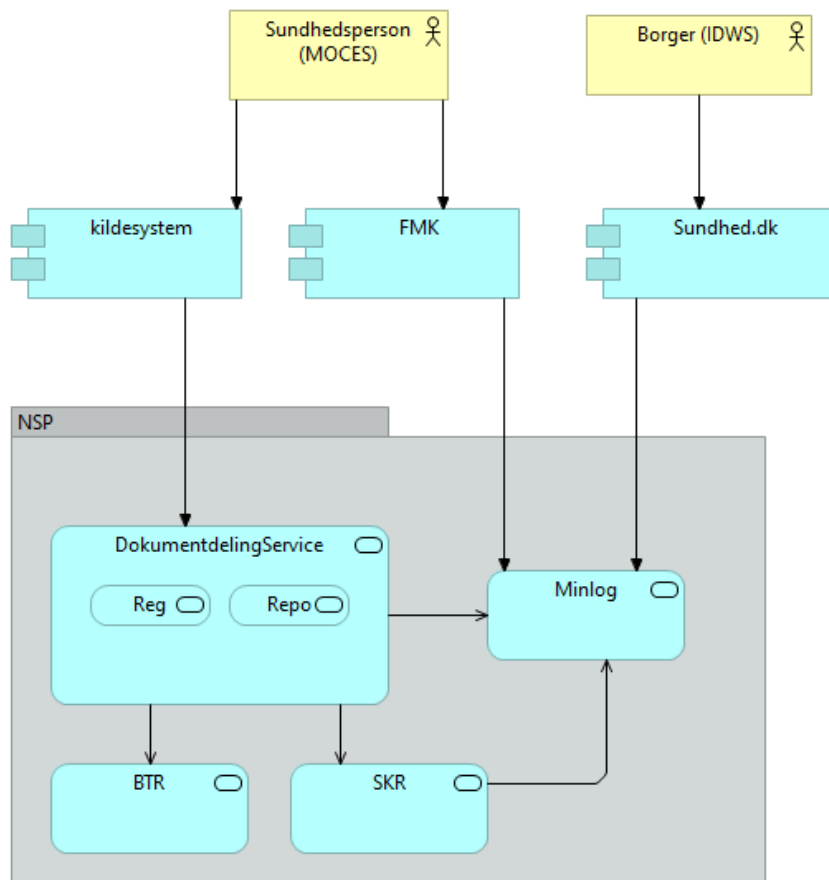 Sundhedsperson
(MOCES)
Borger (IDWS)
kildesystem
FMK
Sundhed.dk
NSP
DokumentdelingService
Reg
Repo
Minlog
BTR
SKR